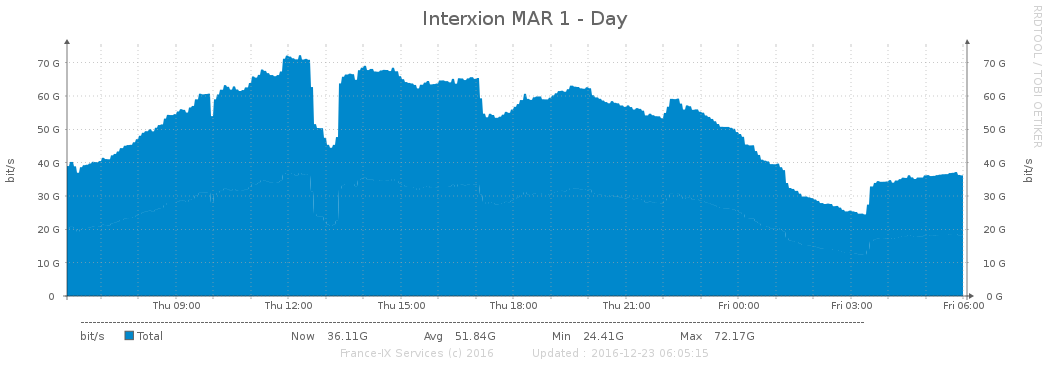 Interxion MAR 1 - Day
RRDTOOL / TOBI OETIKER
bit/s
70 G 70 G
60 G 60 G
50 G 50 G
40 G 40 G
30 G 30 G
20 G 20 G
10 G 10 G
0 0 G
bit/s
Thu 09:00 Thu 12:00 Thu 15:00 Thu 18:00 Thu 21:00 Fri 00:00 Fri 03:00 Fri 06:00
bit/s Total Now 36.11G Avg 51.84G Min 24.41G Max 72.17G
France-IX Services (c) 2016 Updated : 2016-12-23 06:05:15